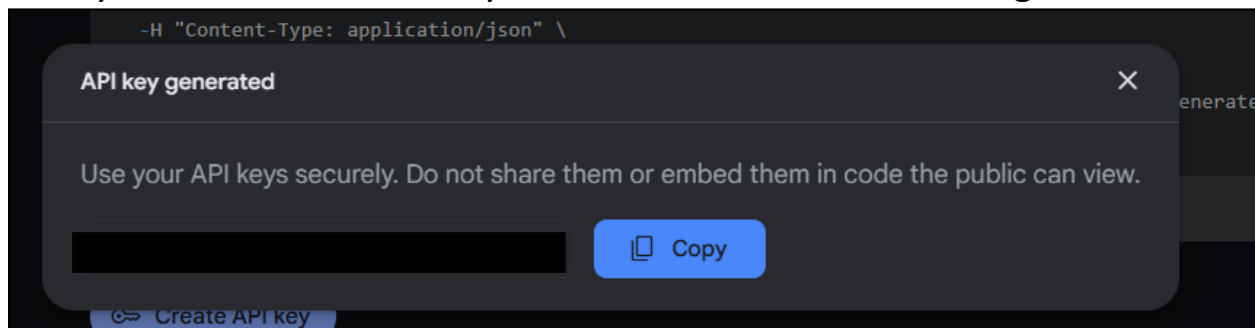 -H "Content-Type: application/json" \
API key generated
enerate
Use your API keys securely. Do not share them or embed them in code the public can view.
Copy
Create API key